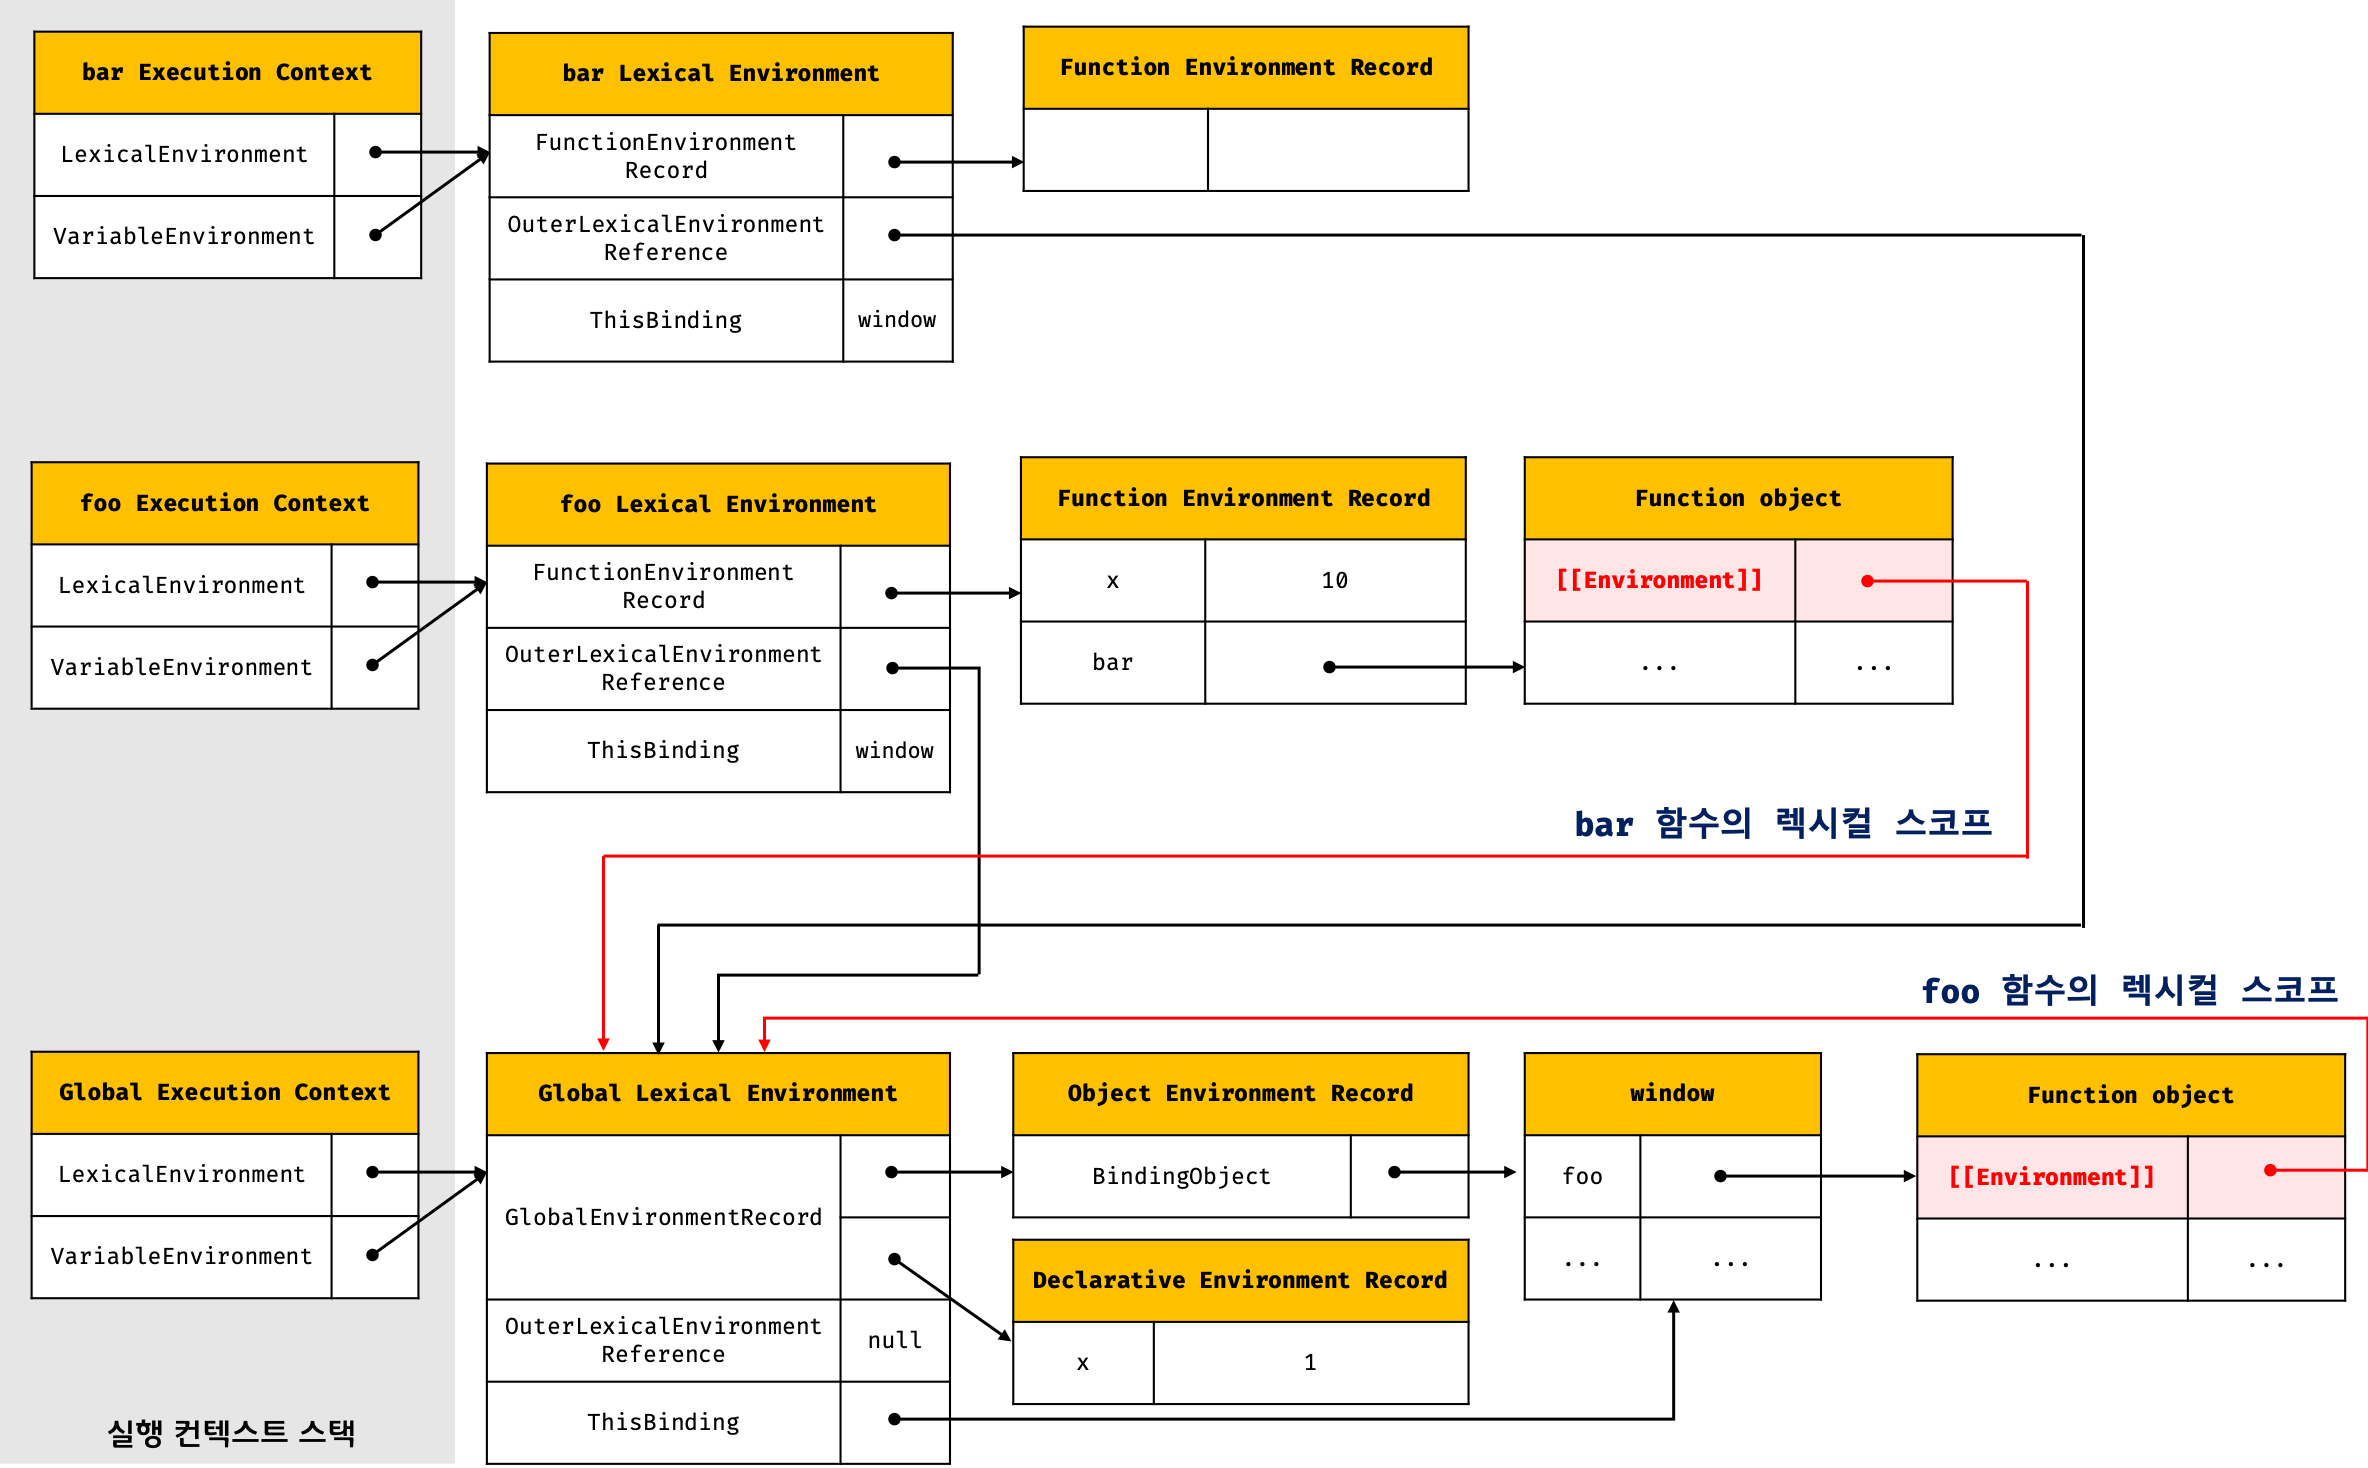 bar Execution Context
LexicalEnvironment
VariableEnvironment
bar Lexical Environment
FunctionEnvironment
Record
OuterLexicalEnvironment
Reference
ThisBinding
window
Function Environment Record
foo Execution Context
LexicalEnvironment
VariableEnvironment
foo Lexical Environment
FunctionEnvironment
Record
OuterLexicalEnvironment
Reference
ThisBinding
window
Function Environment Record
x
10
bar
Function object
[[Environment]]
...
...
bar 함수의 렉시컬 스코프
foo 함수의 렉시컬 스코프
Global Execution Context
LexicalEnvironment
VariableEnvironment
Global Lexical Environment
GlobalEnvironmentRecord
OuterLexicalEnvironment
Reference
null
ThisBinding
Object Environment Record
BindingObject
Declarative Environment Record
x
1
window
foo
...
...
Function object
[[Environment]]
...
...
실행 컨텍스트 스택